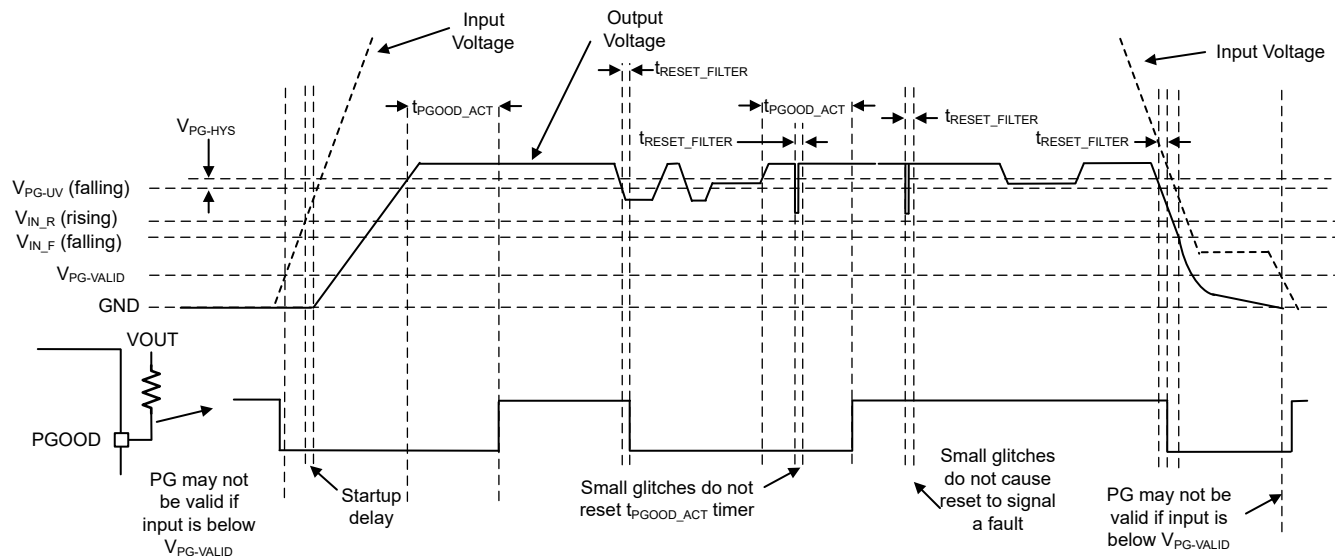 Input
Voltage
Output
Voltage
Input Voltage
tRESET_FILTER
tPGOOD_ACT
tPGOOD_ACT
tRESET_FILTER
tRESET_FILTER
tRESET_FILTER
VPG-HYS
VPG-UV (falling)
VIN_R (rising)
VIN_F (falling)
VPG-VALID
GND
VOUT
PGOOD
PG may not
be valid if
input is below
VPG-VALID
Startup
delay
Small glitches do not
reset tPGOOD_ACT timer
Small glitches
do not cause
reset to signal
a fault
PG may not be
valid if input is
below VPG-VALID